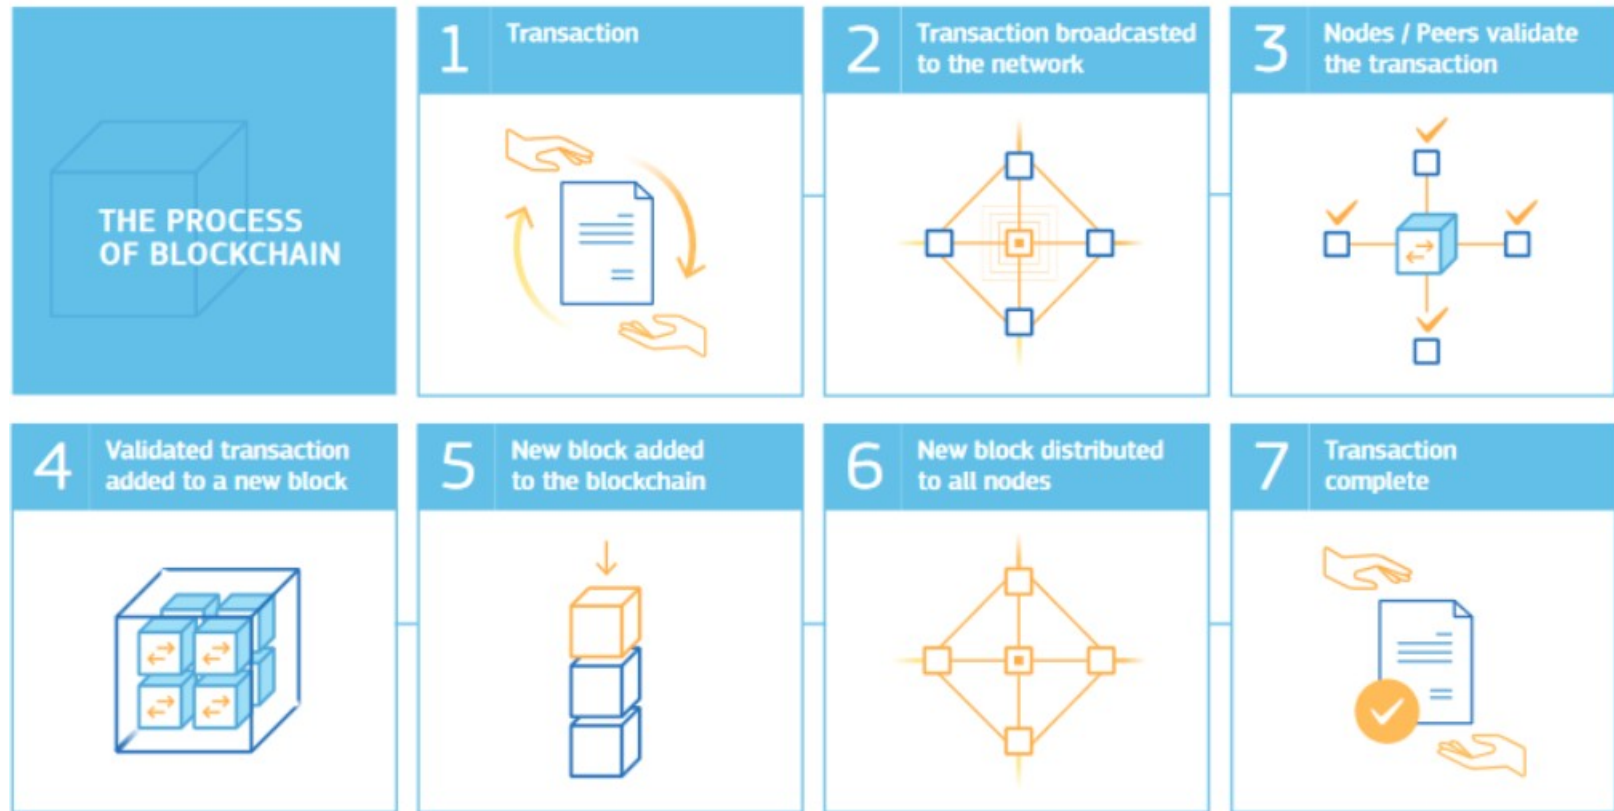 THE PROCESS
OF BLOCKCHAIN
1
Transaction
2
Transaction broadcasted
to the network
3
Nodes / Peers validate
the transaction
4
Validated transaction
added to a new block
5
New block added
to the blockchain
6
New block distributed
to all nodes
7
Transaction
complete